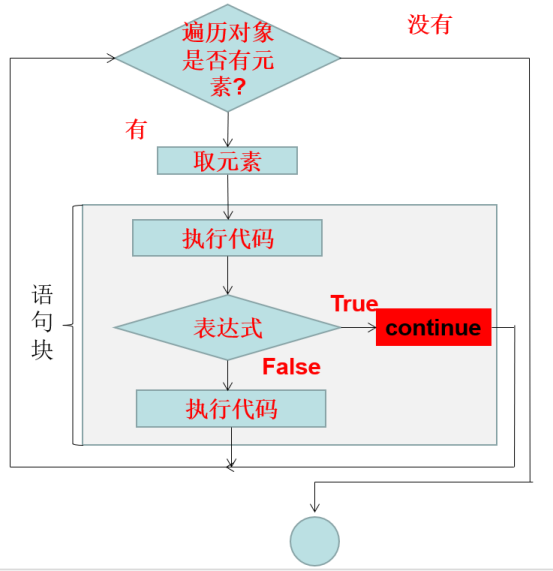 没有
遍历对象
是否有元
素?
有
取元素
执行代码
语
句
块
True
表达式
continue
False
执行代码